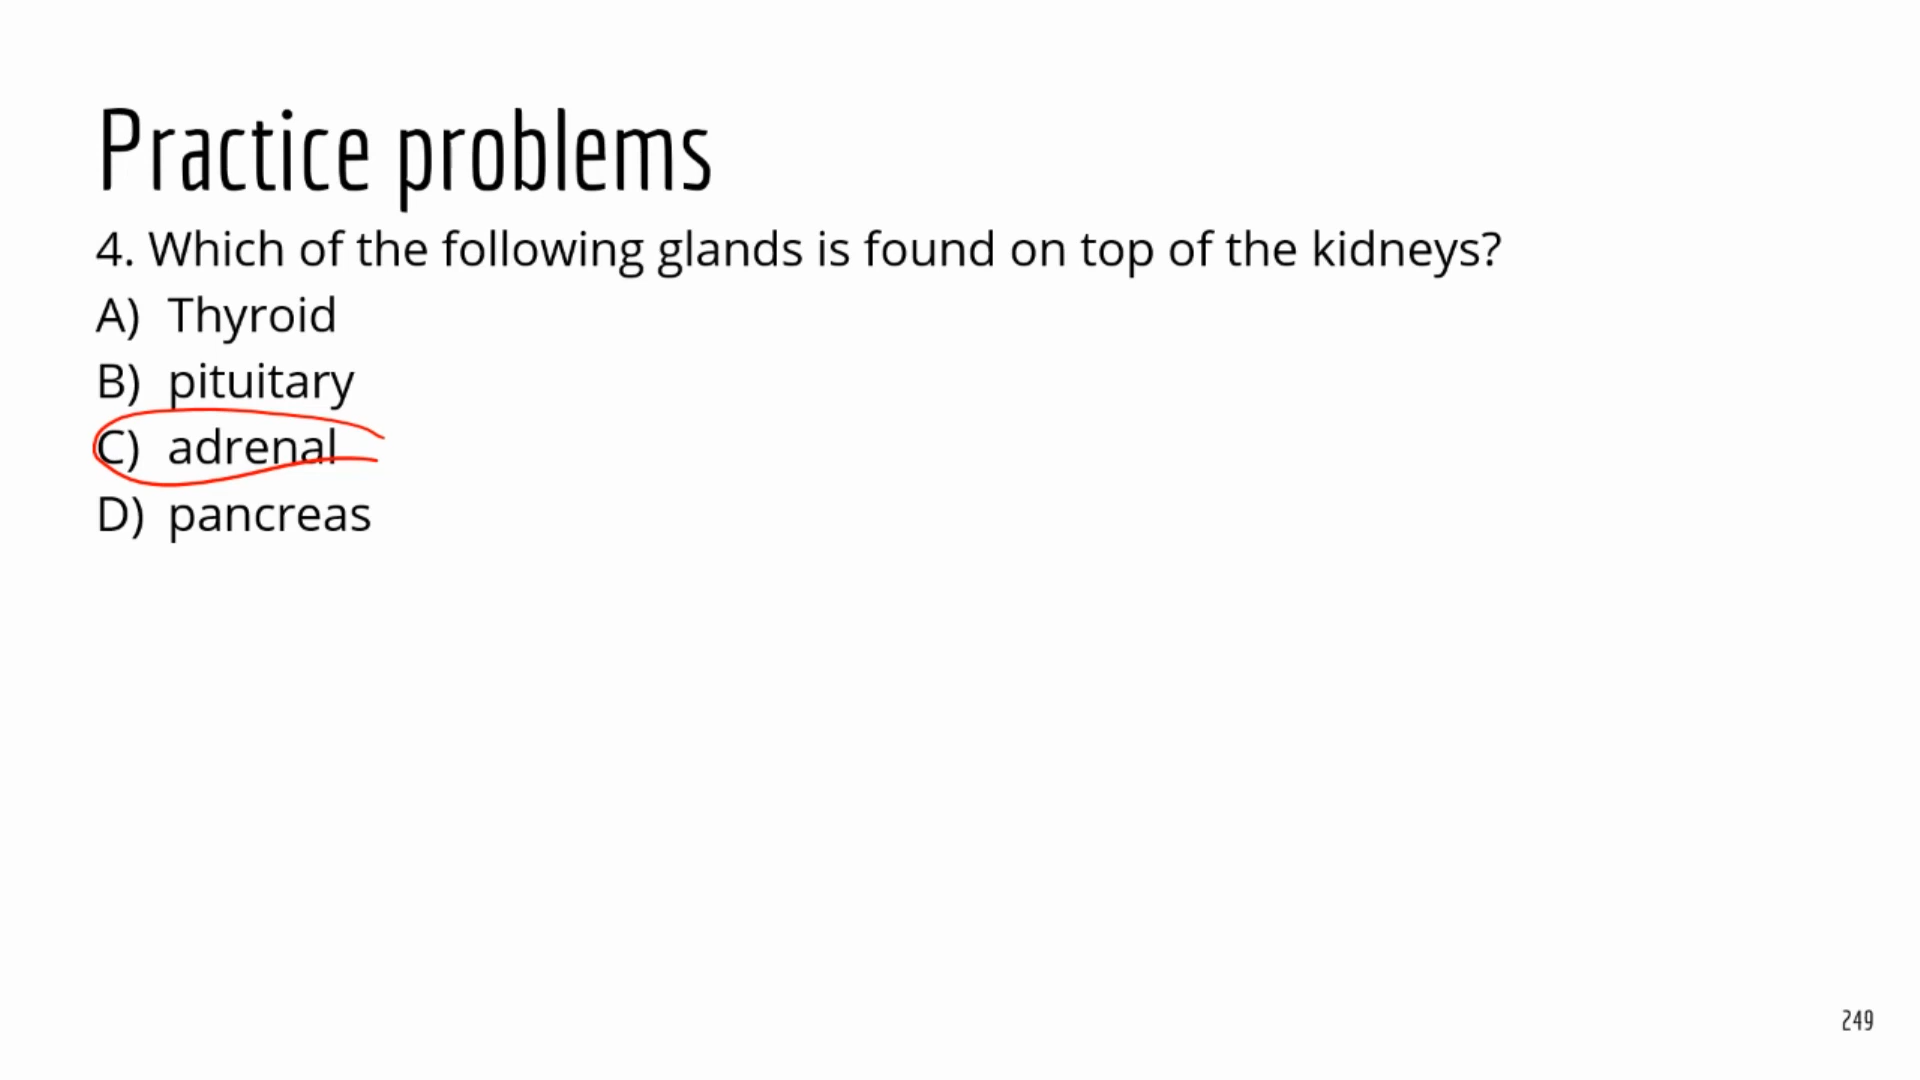 Practice problems
4. Which of the following glands is found on top of the kidneys?
A) Thyroid
B) pituitary
C) adrenal
D) pancreas
249